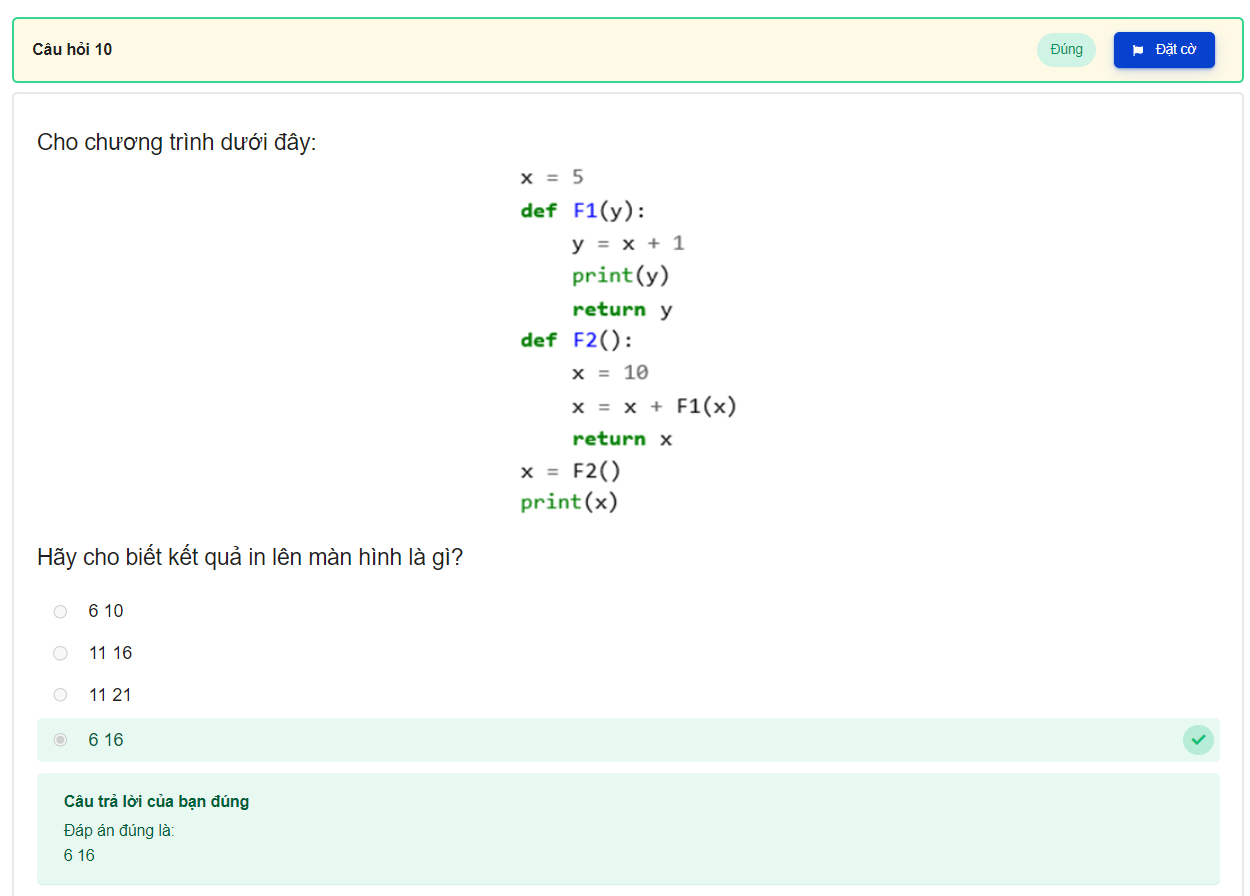 Câu hỏi 10
Đúng
Đặt cờ
Cho chương trình dưới đây:
x = 5
def F1(y):
    y = x + 1
    print(y)
    return y
def F2():
    x = 10
    x = x + F1(x)
    return x
x = F2()
print(x)
Hãy cho biết kết quả in lên màn hình là gì?
6 10
11 16
11 21
6 16
Câu trả lời của bạn đúng
Đáp án đúng là:
6 16